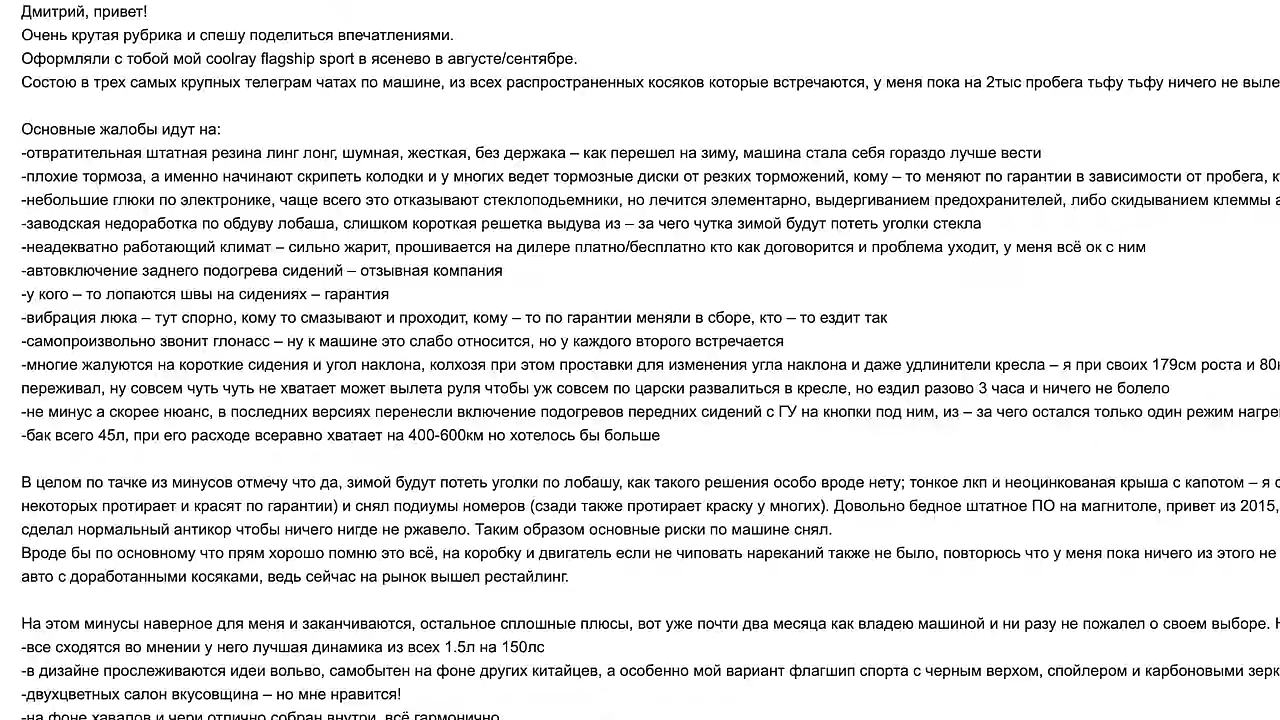 Дмитрий, привет!
Очень крутая рубрика и спешу поделиться впечатлениями.
Оформляли с тобой мой coolray flagship sport в ясенево в августе/сентябре.
Состою в трех самых крупных телеграм чатах по машине, из всех распространенных косяков которые встречаются, у меня пока на 2тыс пробега тьфу тьфу ничего не выле
Основные жалобы идут на:
-отвратительная штатная резина линг лонг, шумная, жесткая, без держака – как перешел на зиму, машина стала себя гораздо лучше вести
-плохие тормоза, а именно начинают скрипеть колодки и у многих ведет тормозные диски от резких торможений, кому – то меняют по гарантии в зависимости от пробега, к
-небольшие глюки по электронике, чаще всего это отказывают стеклоподьемники, но лечится элементарно, выдергиванием предохранителей, либо скидыванием клеммы а
-заводская недоработка по обдуву лобаша, слишком короткая решетка выдува из – за чего чутка зимой будут потеть уголки стекла
-неадекватно работающий климат – сильно жарит, прошивается на дилере платно/бесплатно кто как договорится и проблема уходит, у меня всё ок с ним
-автовключение заднего подогрева сидений – отзывная компания
-у кого – то лопаются швы на сидениях – гарантия
-вибрация люка – тут спорно, кому то смазывают и проходит, кому – то по гарантии меняли в сборе, кто – то ездит так
-самопроизвольно звонит глонасс – ну к машине это слабо относится, но у каждого второго встречается
-многие жалуются на короткие сидения и угол наклона, колхозя при этом проставки для изменения угла наклона и даже удлинители кресла – я при своих 179см роста и 80к
переживал, ну совсем чуть чуть не хватает может вылета руля чтобы уж совсем по царски развалиться в кресле, но ездил разово 3 часа и ничего не болело
-не минус а скорее нюанс, в последних версиях перенесли включение подогревов передних сидений с ГУ на кнопки под ним, из – за чего остался только один режим нагре
-бак всего 45л, при его расходе всеравно хватает на 400-600км но хотелось бы больше
В целом по тачке из минусов отмечу что да, зимой будут потеть уголки по лобашу, как такого решения особо вроде нету; тонкое лкп и неоцинкованая крыша с капотом – я с
некоторых протирает и красят по гарантии) и снял подиумы номеров (сзади также протирает краску у многих). Довольно бедное штатное ПО на магнитоле, привет из 2015,
сделал нормальный антикор чтобы ничего нигде не ржавело. Таким образом основные риски по машине снял.
Вроде бы по основному что прям хорошо помню это всё, на коробку и двигатель если не чиповать нареканий также не было, повторюсь что у меня пока ничего из этого не
авто с доработанными косяками, ведь сейчас на рынок вышел рестайлинг.
На этом минусы наверное для меня и заканчиваются, остальное сплошные плюсы, вот уже почти два месяца как владею машиной и ни разу не пожалел о своем выборе. Н
-все сходятся во мнении у него лучшая динамика из всех 1.5л на 150лс
-в дизайне прослеживаются идеи вольво, самобытен на фоне других китайцев, а особенно мой вариант флагшип спорта с черным верхом, спойлером и карбоновыми зерк
-двухцветных салон вкусовщина – но мне нравится!
-на фоне хавалов и чери отлично собран внутри, всё гармонично